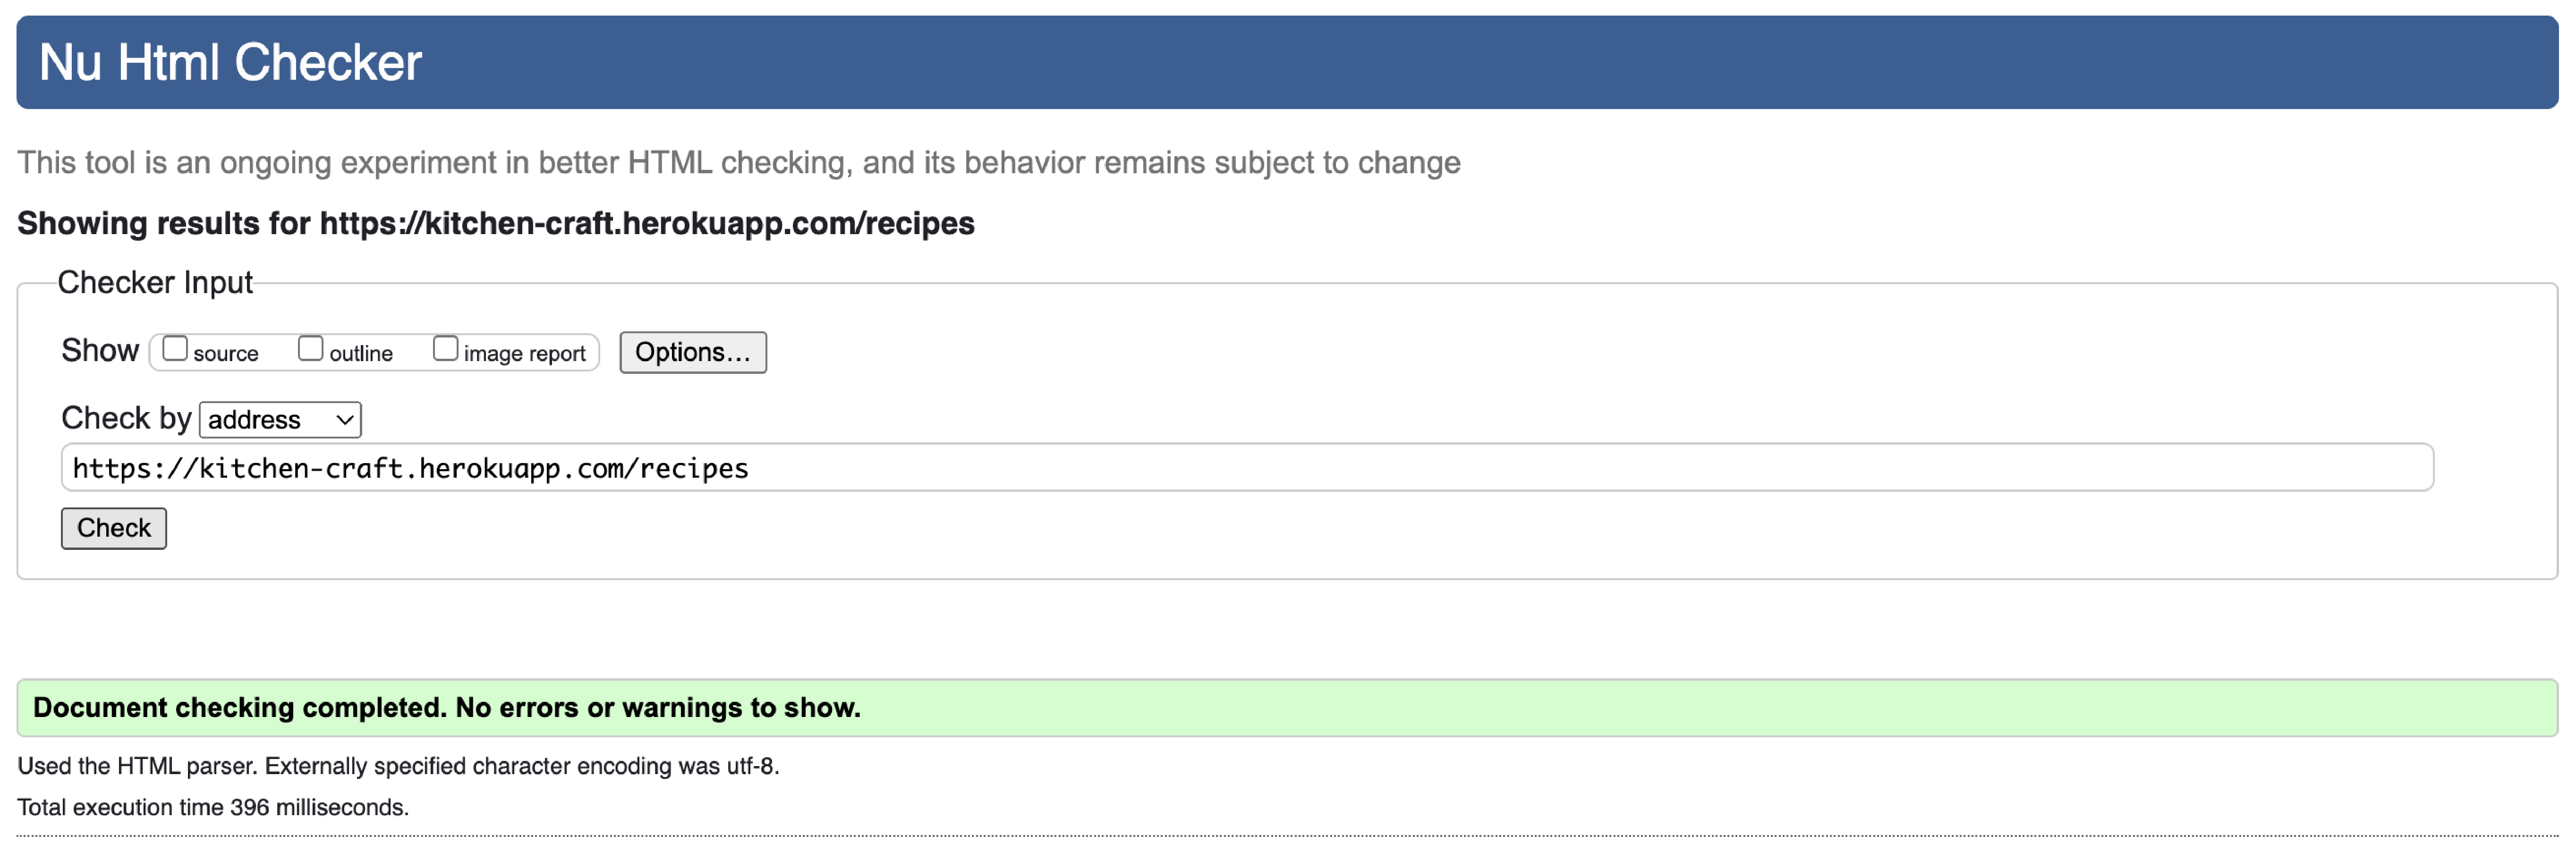 Nu Html Checker
This tool is an ongoing experiment in better HTML checking, and its behavior remains subject to change
Showing results for https://kitchen-craft.herokuapp.com/recipes
Checker Input
Show source outline image report Options...
Check by address
https://kitchen-craft.herokuapp.com/recipes
Check
Document checking completed. No errors or warnings to show.
Used the HTML parser. Externally specified character encoding was utf-8.
Total execution time 396 milliseconds.